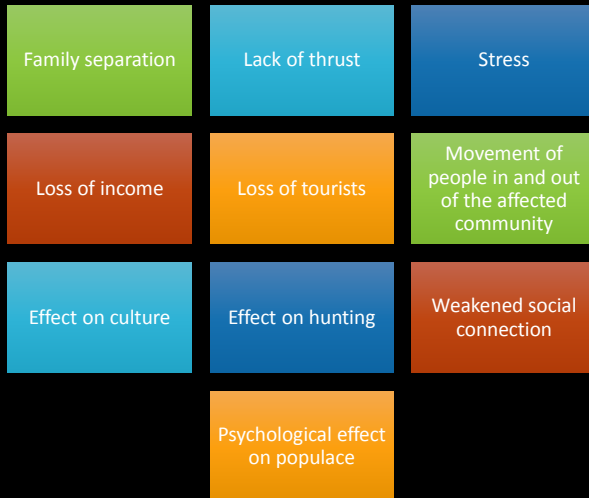 Family separation
Lack of thrust
Stress
Loss of income
Loss of tourists
Movement of
people in and out
of the affected
community
Effect on culture
Effect on hunting
Weakened social
connection
Psychological effect
on populace